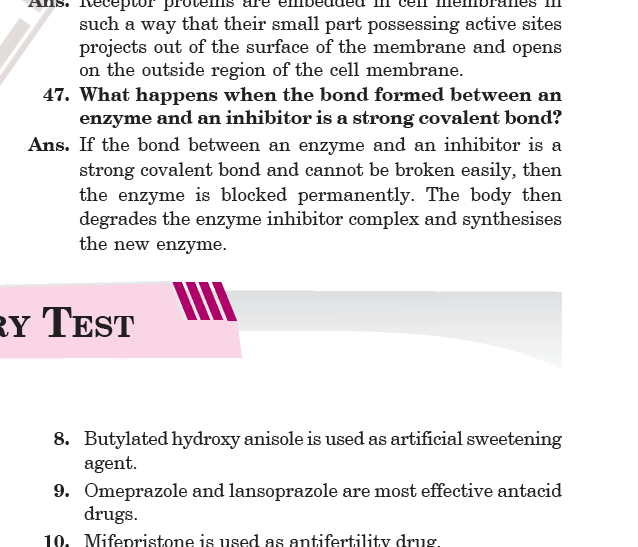 Ans. Receptor proteins are embedded in cell membranes in
such a way that their small part possessing active sites
projects out of the surface of the membrane and opens
on the outside region of the cell membrane.
47. What happens when the bond formed between an
enzyme and an inhibitor is a strong covalent bond?
Ans. If the bond between an enzyme and an inhibitor is a
strong covalent bond and cannot be broken easily, then
the enzyme is blocked permanently. The body then
degrades the enzyme inhibitor complex and synthesises
the new enzyme.
RY TEST
8. Butylated hydroxy anisole is used as artificial sweetening
agent.
9. Omeprazole and lansoprazole are most effective antacid
drugs.
10. Mifepristone is used as antifertility drug.